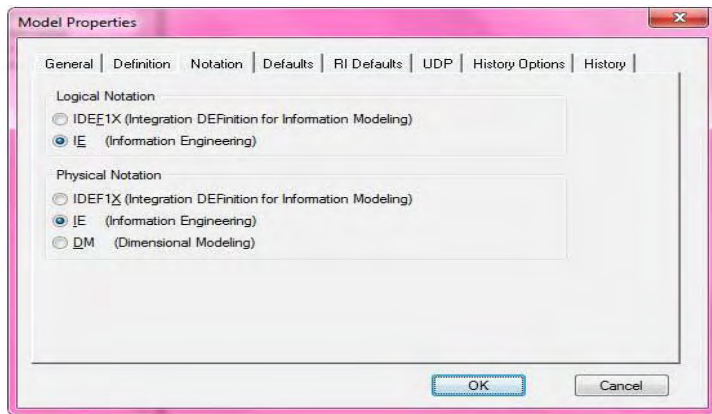 Model Properties
General Definition Notation Defaults RI Defaults UDP History Options History
Logical Notation
IDEF1X (Integration DEFinition for Information Modeling)
IE (Information Engineering)
Physical Notation
IDEF1X (Integration DEFinition for Information Modeling)
IE (Information Engineering)
DM (Dimensional Modeling)
OK Cancel